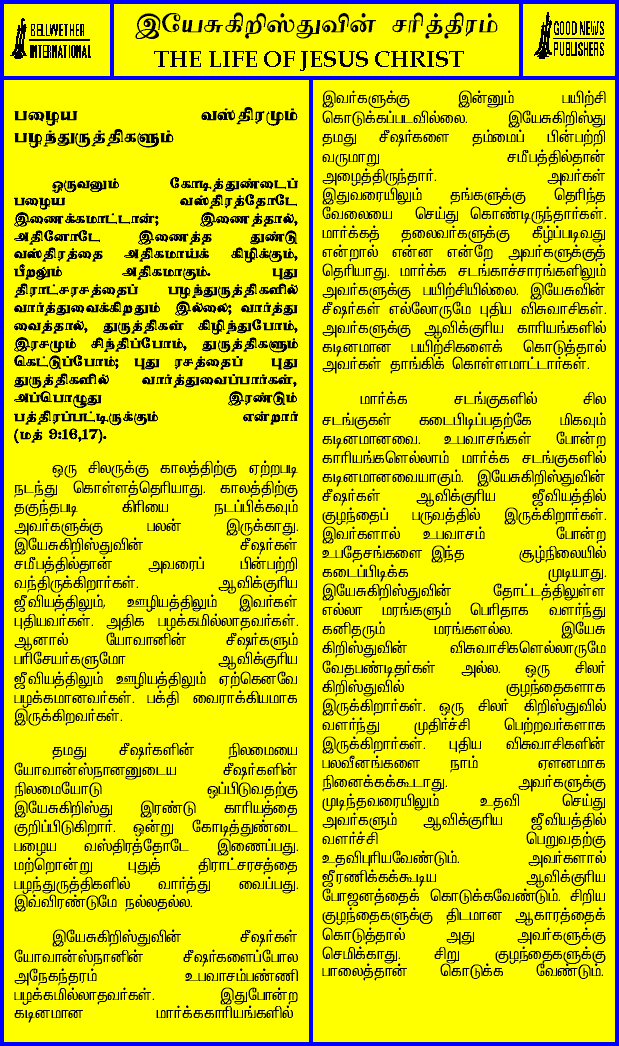 BELLWETHER
INTERNATIONAL
இயேசுகிறிஸ்துவின் சரித்திரம்
THE LIFE OF JESUS CHRIST
GOOD NEWS
PUBLISHERS
பழைய வஸ்திரமும்
பழந்துருத்திகளும்
ஒருவனும் கோடித்துண்டைப்
பழைய வஸ்திரத்தோடே
இணைக்கமாட்டான்; இணைத்தால்,
அதினோடே இணைத்த துண்டு
வஸ்திரத்தை அதிகமாய்க் கிழிக்கும்,
பீறலும் அதிகமாகும். புது
திராட்சரசத்தைப் பழந்துருத்திகளில்
வார்த்துவைக்கிறதும் இல்லை; வார்த்து
வைத்தால், துருத்திகள் கிழிந்துபோம்,
இரசமும் சிந்திப்போம், துருத்திகளும்
கெட்டுப்போம்; புது ரசத்தைப் புது
துருத்திகளில் வார்த்துவைப்பார்கள்,
அப்பொழுது இரண்டும்
பத்திரப்பட்டிருக்கும் என்றார்
(மத் 9:16,17).
ஒரு சிலருக்கு காலத்திற்கு ஏற்றபடி
நடந்து கொள்ளத்தெரியாது. காலத்திற்கு
தகுந்தபடி கிரியை நடப்பிக்கவும்
அவர்களுக்கு பலன் இருக்காது.
இயேசுகிறிஸ்துவின் சீஷர்கள்
சமீபத்தில்தான் அவரைப் பின்பற்றி
வந்திருக்கிறார்கள். ஆவிக்குரிய
ஜீவியத்திலும், ஊழியத்திலும் இவர்கள்
புதியவர்கள். அதிக பழக்கமில்லாதவர்கள்.
ஆனால் யோவானின் சீஷர்களும்
பரிசேயர்களுமோ ஆவிக்குரிய
ஜீவியத்திலும் ஊழியத்திலும் ஏற்கெனவே
பழக்கமானவர்கள். பக்தி வைராக்கியமாக
இருக்கிறவர்கள்.
தமது சீஷர்களின் நிலமையை
யோவான்ஸ்நானனுடைய சீஷர்களின்
நிலமையோடு ஒப்பிடுவதற்கு
இயேசுகிறிஸ்து இரண்டு காரியத்தை
குறிப்பிடுகிறார். ஒன்று கோடித்துண்டை
பழைய வஸ்திரத்தோடே இணைப்பது.
மற்றொன்று புதுத் திராட்சரசத்தை
பழந்துருத்திகளில் வார்த்து வைப்பது.
இவ்விரண்டுமே நல்லதல்ல.
இயேசுகிறிஸ்துவின் சீஷர்கள்
யோவான்ஸ்நானின் சீஷர்களைப்போல
அநேகந்தரம் உபவாசம்பண்ணி
பழக்கமில்லாதவர்கள். இதுபோன்ற
கடினமான மார்க்ககாரியங்களில்
இவர்களுக்கு இன்னும் பயிற்சி
கொடுக்கப்படவில்லை. இயேசுகிறிஸ்து
தமது சீஷர்களை தம்மைப் பின்பற்றி
வருமாறு சமீபத்தில்தான்
அழைத்திருந்தார். அவர்கள்
இதுவரையிலும் தங்களுக்கு தெரிந்த
வேலையை செய்து கொண்டிருந்தார்கள்.
மார்க்கத் தலைவர்களுக்கு கீழ்ப்படிவது
என்றால் என்ன என்றே அவர்களுக்குத்
தெரியாது. மார்க்க சடங்காச்சாரங்களிலும்
அவர்களுக்கு பயிற்சியில்லை. இயேசுவின்
சீஷர்கள் எல்லோருமே புதிய விசுவாசிகள்.
அவர்களுக்கு ஆவிக்குரிய காரியங்களில்
கடினமான பயிற்சிகளைக் கொடுத்தால்
அவர்கள் தாங்கிக் கொள்ளமாட்டார்கள்.
மார்க்க சடங்குகளில் சில
சடங்குகள் கடைபிடிப்பதற்கே மிகவும்
கடினமானவை. உபவாசங்கள் போன்ற
காரியங்களெல்லாம் மார்க்க சடங்குகளில்
கடினமானவையாகும். இயேசுகிறிஸ்துவின்
சீஷர்கள் ஆவிக்குரிய ஜீவியத்தில்
குழந்தைப் பருவத்தில் இருக்கிறார்கள்.
இவர்களால் உபவாசம் போன்ற
உபதேசங்களை இந்த சூழ்நிலையில்
கடைப்பிடிக்க முடியாது.
இயேசுகிறிஸ்துவின் தோட்டத்திலுள்ள
எல்லா மரங்களும் பெரிதாக வளர்ந்து
கனிதரும் மரங்களல்ல. இயேசு
கிறிஸ்துவின் விசுவாசிகளெல்லாருமே
வேதபண்டிதர்கள் அல்ல. ஒரு சிலர்
கிறிஸ்துவில் குழந்தைகளாக
இருக்கிறார்கள். ஒரு சிலர் கிறிஸ்துவில்
வளர்ந்து முதிர்ச்சி பெற்றவர்களாக
இருக்கிறார்கள். புதிய விசுவாசிகளின்
பலவீனங்களை நாம் ஏளனமாக
நினைக்கக்கூடாது. அவர்களுக்கு
முடிந்தவரையிலும் உதவி செய்து
அவர்களும் ஆவிக்குரிய ஜீவியத்தில்
வளர்ச்சி பெறுவதற்கு
உதவிபுரியவேண்டும். அவர்களால்
ஜீரணிக்கக்கூடிய ஆவிக்குரிய
போஜனத்தைக் கொடுக்கவேண்டும். சிறிய
குழந்தைகளுக்கு திடமான ஆகாரத்தைக்
கொடுத்தால் அது அவர்களுக்கு
செமிக்காது. சிறு குழந்தைகளுக்கு
பாலைத்தான் கொடுக்க வேண்டும்.